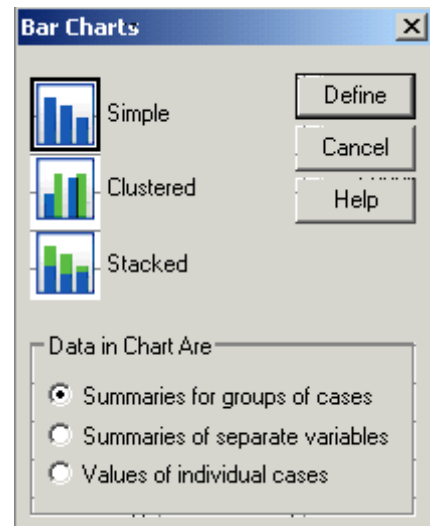 Bar Charts
Simple
Clustered
Stacked
Define
Cancel
Help
Data in Chart Are
Summaries for groups of cases
Summaries of separate variables
Values of individual cases